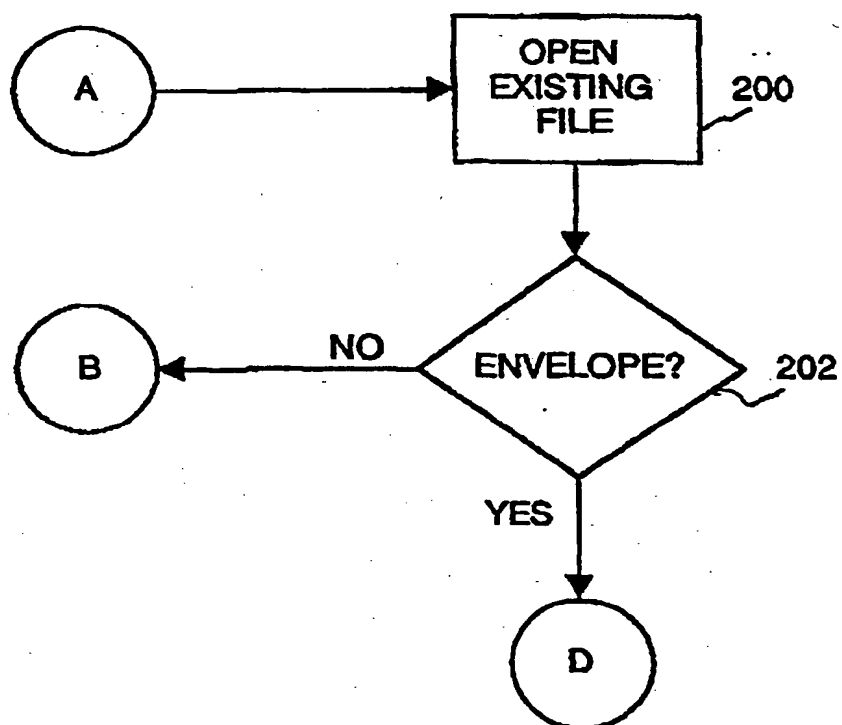 A
OPEN
EXISTING
FILE
200
B
NO
ENVELOPE?
202
YES
D